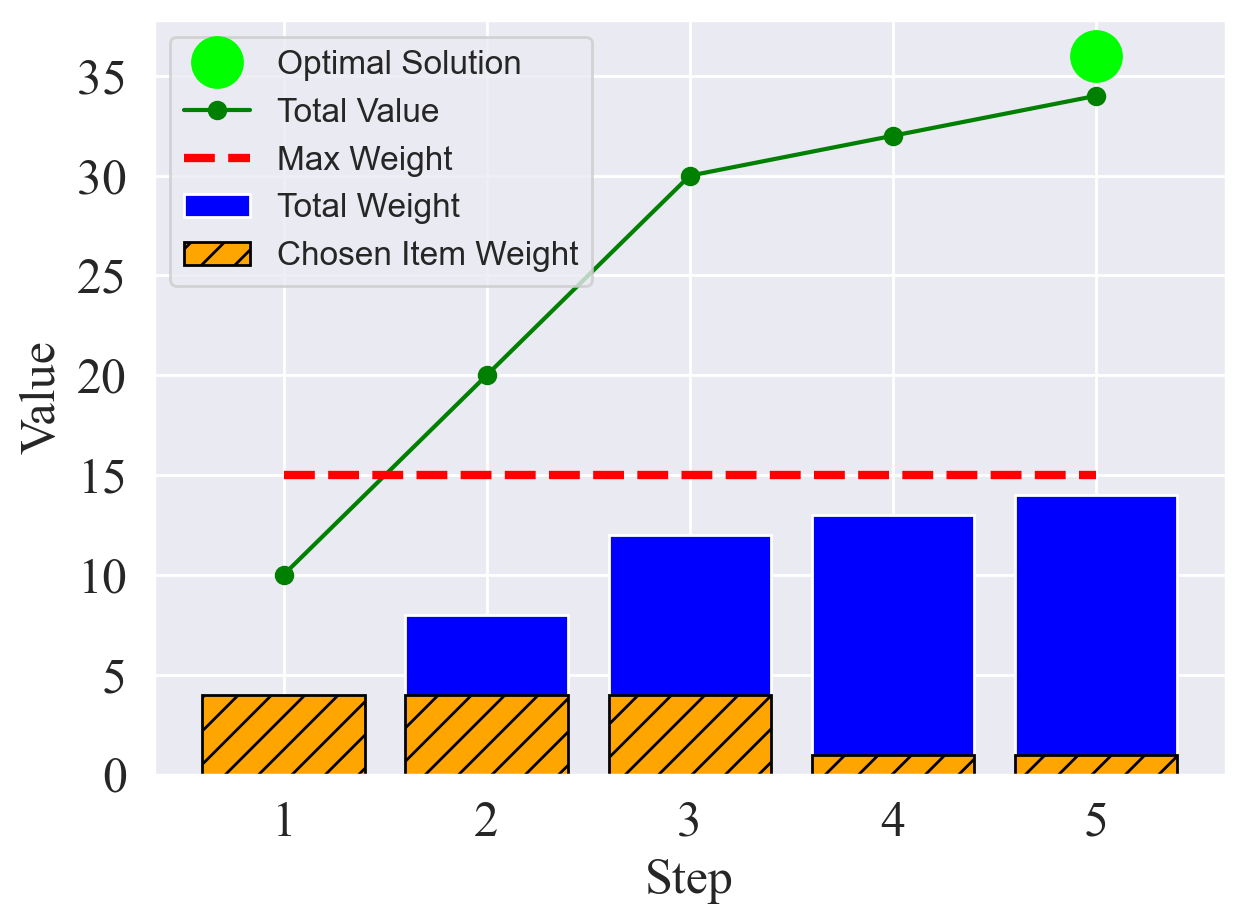 Optimal Solution
Total Value
Max Weight
Total Weight
Chosen Item Weight
35
30
25
20
15
10
5
0
Value
1 2 3 4 5
Step